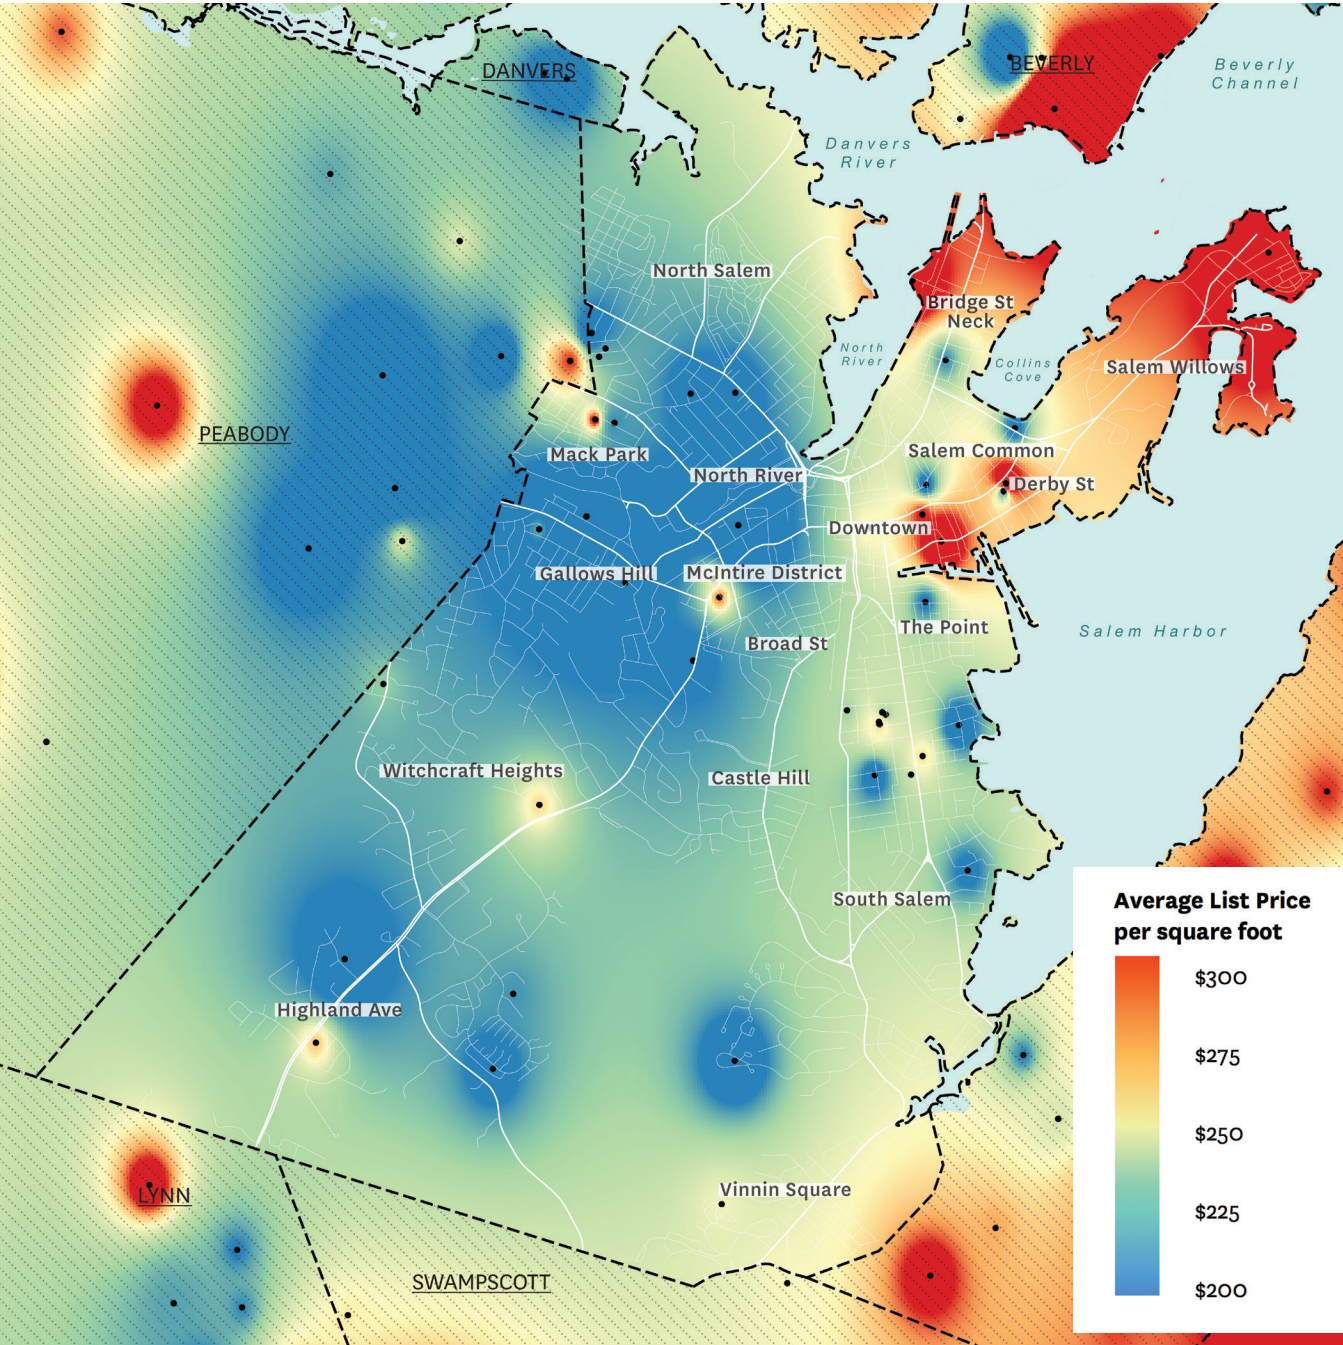 DANVERS
BEVERLY
Beverly
Channel
Danvers
River
North Salem
Bridge St
Neck
North
River
Collins
Cove
Salem Willows
PEABODY
Mack Park
North River
Salem Common
Derby St
Downtown
Gallows Hill
McIntire District
The Point
Salem Harbor
Broad St
Witchcraft Heights
Castle Hill
South Salem
Highland Ave
Vinnin Square
LYNN
SWAMPSCOTT
Average List Price
per square foot
$300
$275
$250
$225
$200